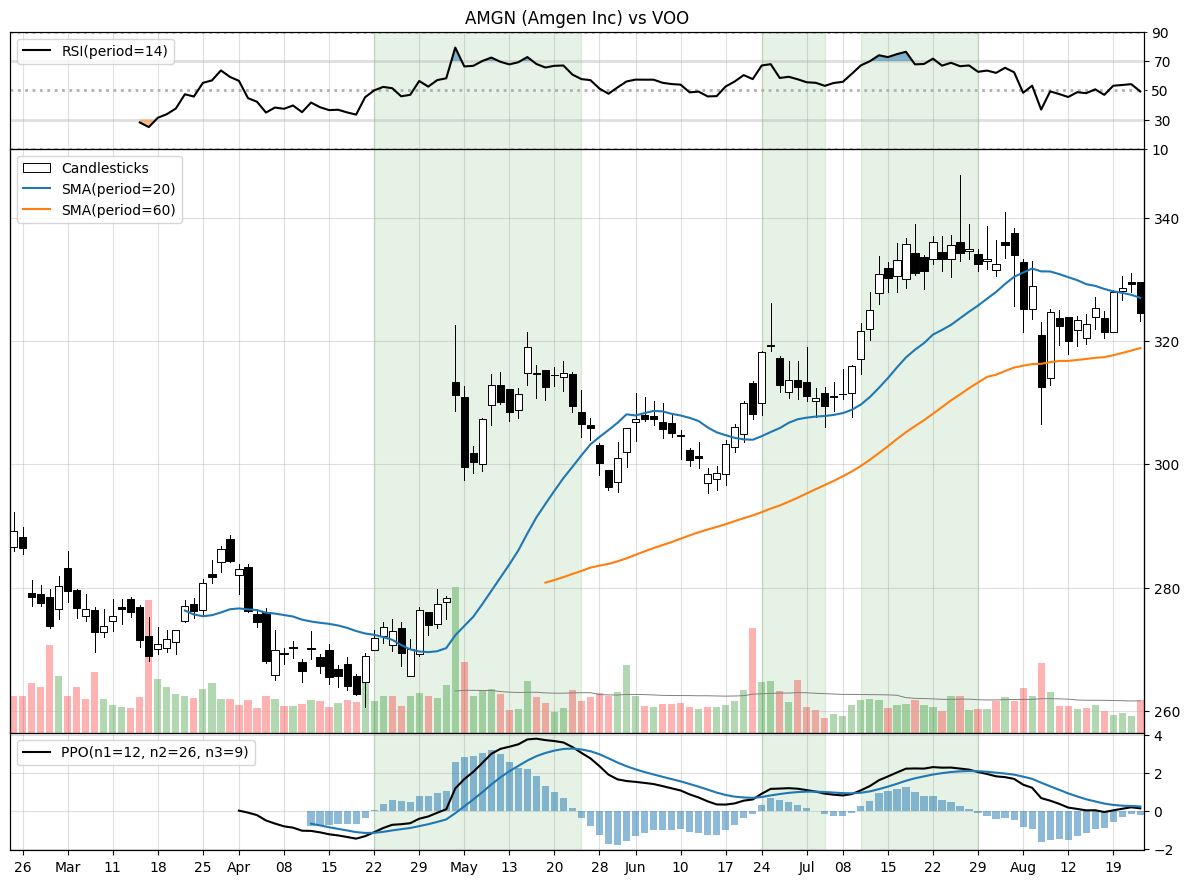 AMGN (Amgen Inc) vs VOO
RSI(period=14)
90
70
50
30
10
Candlesticks
SMA(period=20)
SMA(period=60)
340
320
300
280
260
PPO(n1=12, n2=26, n3=9)
4
2
0
−2
26 Mar 11 18 25 Apr 08 15 22 29 May 13 20 28 Jun 10 17 24 Jul 08 15 22 29 Aug 12 19